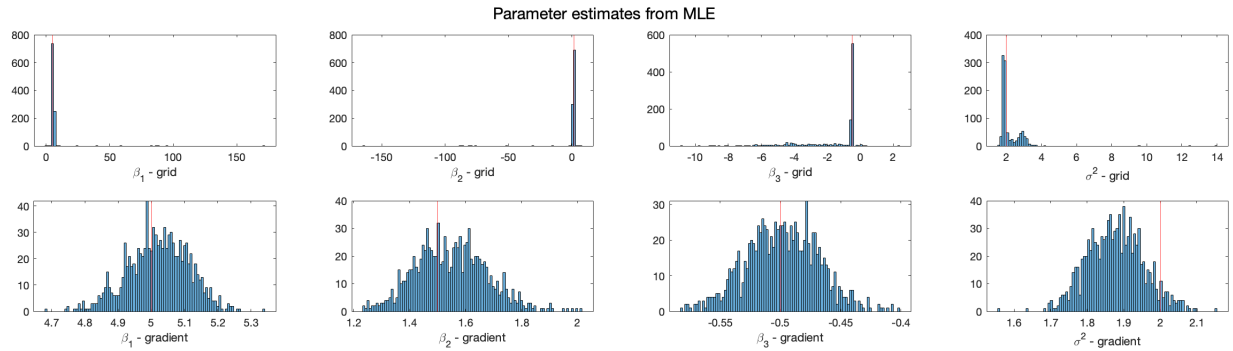 Parameter estimates from MLE
800
600
400
200
0
0 50 100 150
β1 - grid
800
600
400
200
0
-150 -100 -50 0
β2 - grid
600
400
200
0
-10 -8 -6 -4 -2 0 2
β3 - grid
400
300
200
100
0
2 4 6 8 10 12 14
σ2 - grid
40
30
20
10
0
4.7 4.8 4.9 5 5.1 5.2 5.3
β1 - gradient
40
30
20
10
0
1.2 1.4 1.6 1.8 2
β2 - gradient
30
20
10
0
-0.55 -0.5 -0.45 -0.4
β3 - gradient
40
30
20
10
0
1.6 1.7 1.8 1.9 2 2.1
σ2 - gradient